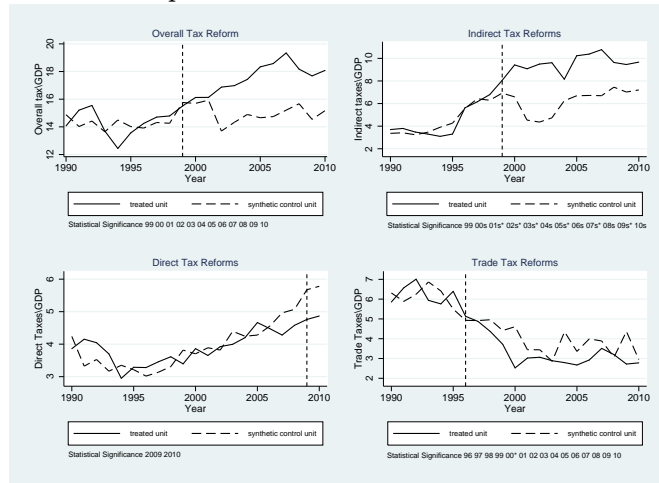 Overall Tax Reform
Overall tax\GDP
20
18
16
14
12
1990 1995 2000 2005 2010
Year
treated unit synthetic control unit
Statistical Significance 99 00 01 02 03 04 05 06 07 08 09 10
Indirect Tax Reforms
Indirect taxes\GDP
10
8
6
4
2
1990 1995 2000 2005 2010
Year
treated unit synthetic control unit
Statistical Significance 99 00s 01s* 02s* 03s* 04s 05s* 06s 07s* 08s 09s* 10s
Direct Tax Reforms
Direct Taxes\GDP
6
5
4
3
1990 1995 2000 2005 2010
Year
treated unit synthetic control unit
Statistical Significance 2009 2010
Trade Tax Reforms
Trade Taxes\GDP
7
6
5
4
3
2
1990 1995 2000 2005 2010
Year
treated unit synthetic control unit
Statistical Significance 96 97 98 99 00* 01 02 03 04 05 06 07 08 09 10